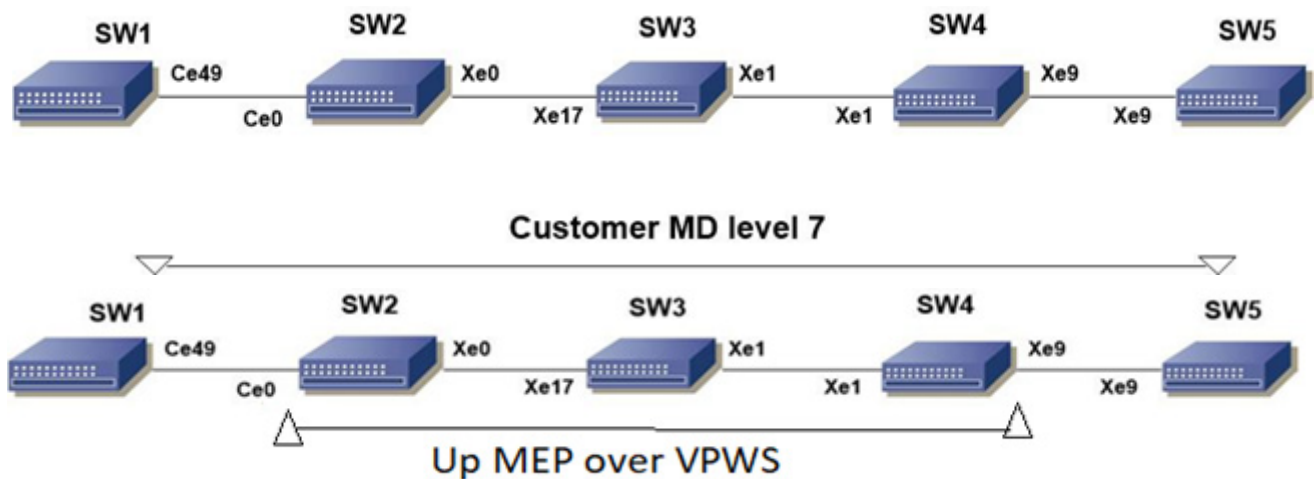 SW1
SW2
SW3
SW4
SW5
Ce49
Ce0
Xe0
Xe17
Xe1
Xe1
Xe9
Xe9
Customer MD level 7
SW1
SW2
SW3
SW4
SW5
Ce49
Ce0
Xe0
Xe17
Xe1
Xe1
Xe9
Xe9
Up MEP over VPWS